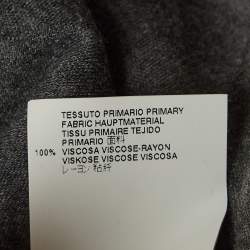 TESSUTO PRIMARIO PRIMARY
FABRIC HAUPTMATERIAL
TISSU PRIMAIRE TEJIDO
PRIMARIO 面料
100% VISCOSA VISCOSE-RAYON
VISKOSE VISCOSE VISCOSA
レーヨン 粘纤